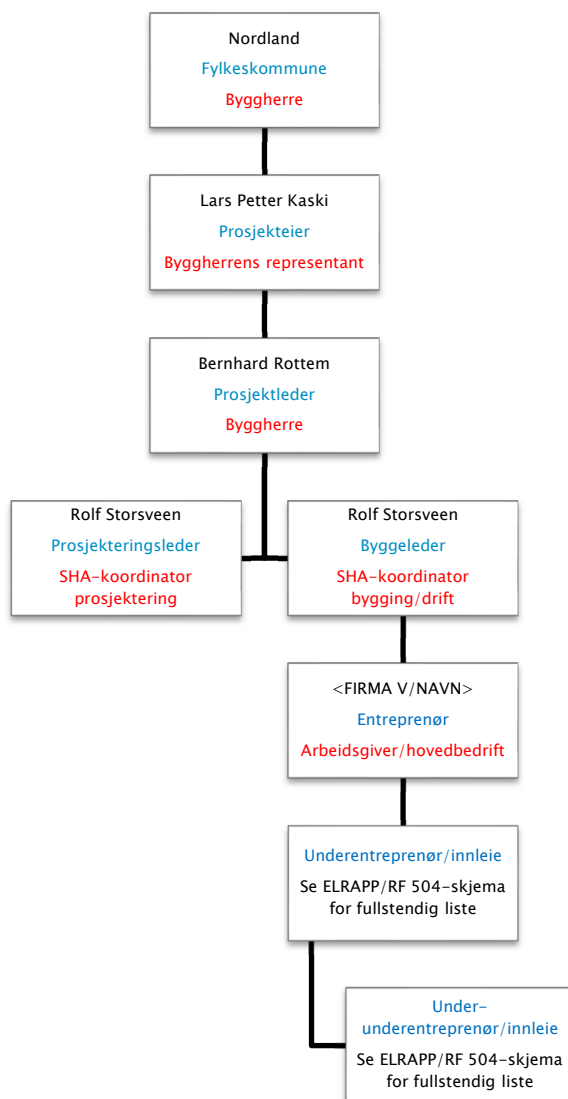 Nordland
Fylkeskommune
Byggherre
Lars Petter Kaski
Prosjekteier
Byggherrens representant
Bernhard Rottem
Prosjektleder
Byggherre
Rolf Storsveen
Prosjekteringsleder
SHA-koordinator
prosjektering
Rolf Storsveen
Byggeleder
SHA-koordinator
bygging/drift
<FIRMA V/NAVN>
Entreprenør
Arbeidsgiver/hovedbedrift
Underentreprenør/innleie
Se ELRAPP/RF 504-skjema
for fullstendig liste
Under-
underentreprenør/innleie
Se ELRAPP/RF 504-skjema
for fullstendig liste